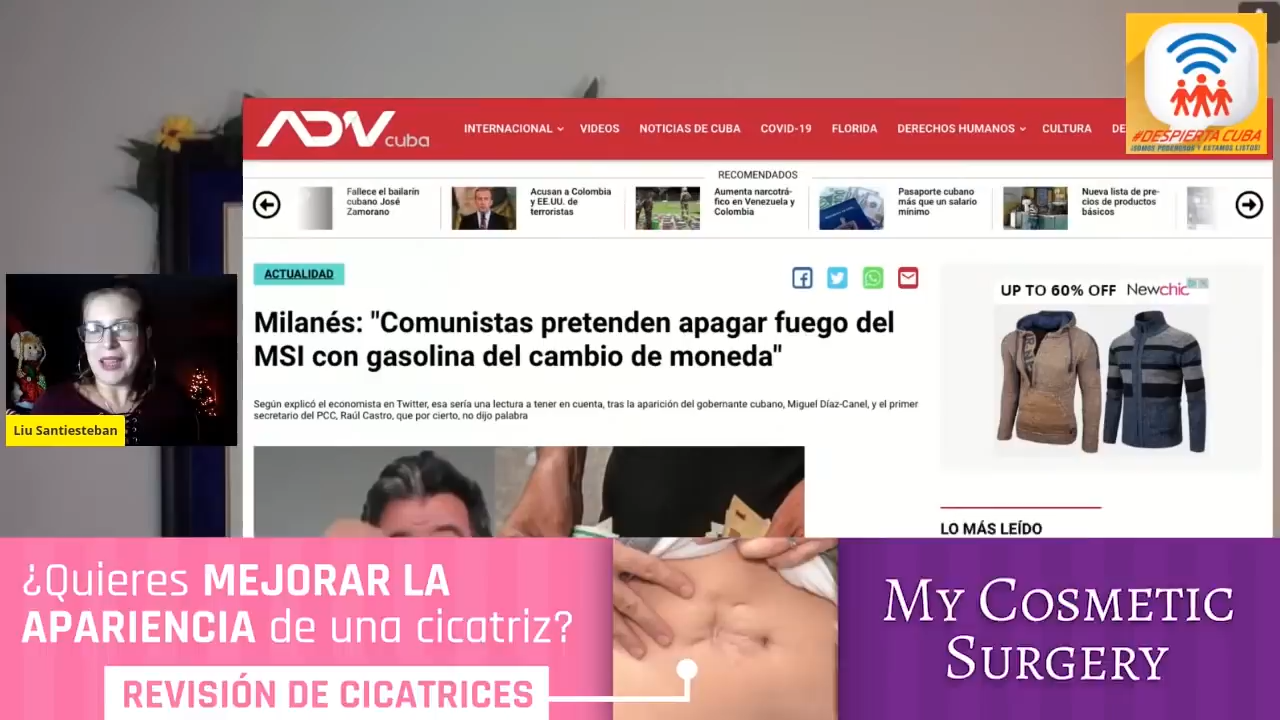 #DESPIERTA CUBA
¡SOMOS PODEROSOS Y ESTAMOS LISTOS!
ADN cuba
INTERNACIONAL
VIDEOS
NOTICIAS DE CUBA
COVID-19
FLORIDA
DERECHOS HUMANOS
CULTURA
DE
RECOMENDADOS
Fallece el bailarín
cubano José
Zamorano
Acusan a Colombia
y EE.UU. de
terroristas
Aumenta narcotrá-
fico en Venezuela y
Colombia
Pasaporte cubano
más que un salario
mínimo
Nueva lista de pre-
cios de productos
básicos
ACTUALIDAD
Milanés: "Comunistas pretenden apagar fuego del
MSI con gasolina del cambio de moneda"
Según explicó el economista en Twitter, esa sería una lectura a tener en cuenta, tras la aparición del gobernante cubano, Miguel Díaz-Canel, y el primer
secretario del PCC, Raúl Castro, que por cierto, no dijo palabra
UP TO 60% OFF Newchic
LO MÁS LEÍDO
Liu Santiesteban
¿Quieres MEJORAR LA
APARIENCIA de una cicatriz?
REVISIÓN DE CICATRICES
MY COSMETIC
SURGERY